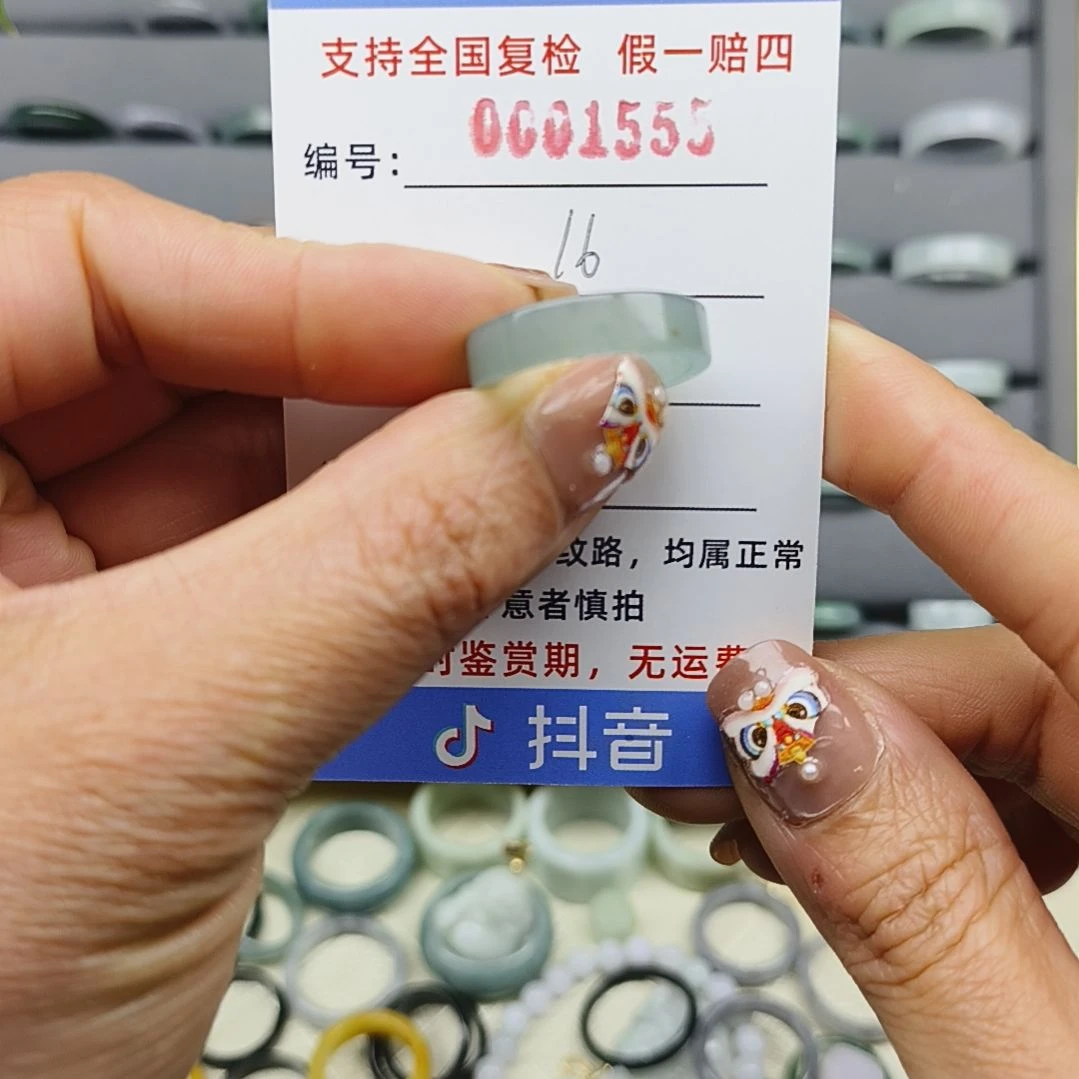 支持全国复检 假一赔四
编号: 0001555
16
纹路，均属正常
意者慎拍
时鉴赏期，无运费
抖音